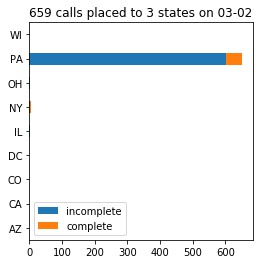 659 calls placed to 3 states on 03-02
WI
PA
OH
NY
IL
DC
CO
CA
AZ
incomplete
complete
0 100 200 300 400 500 600